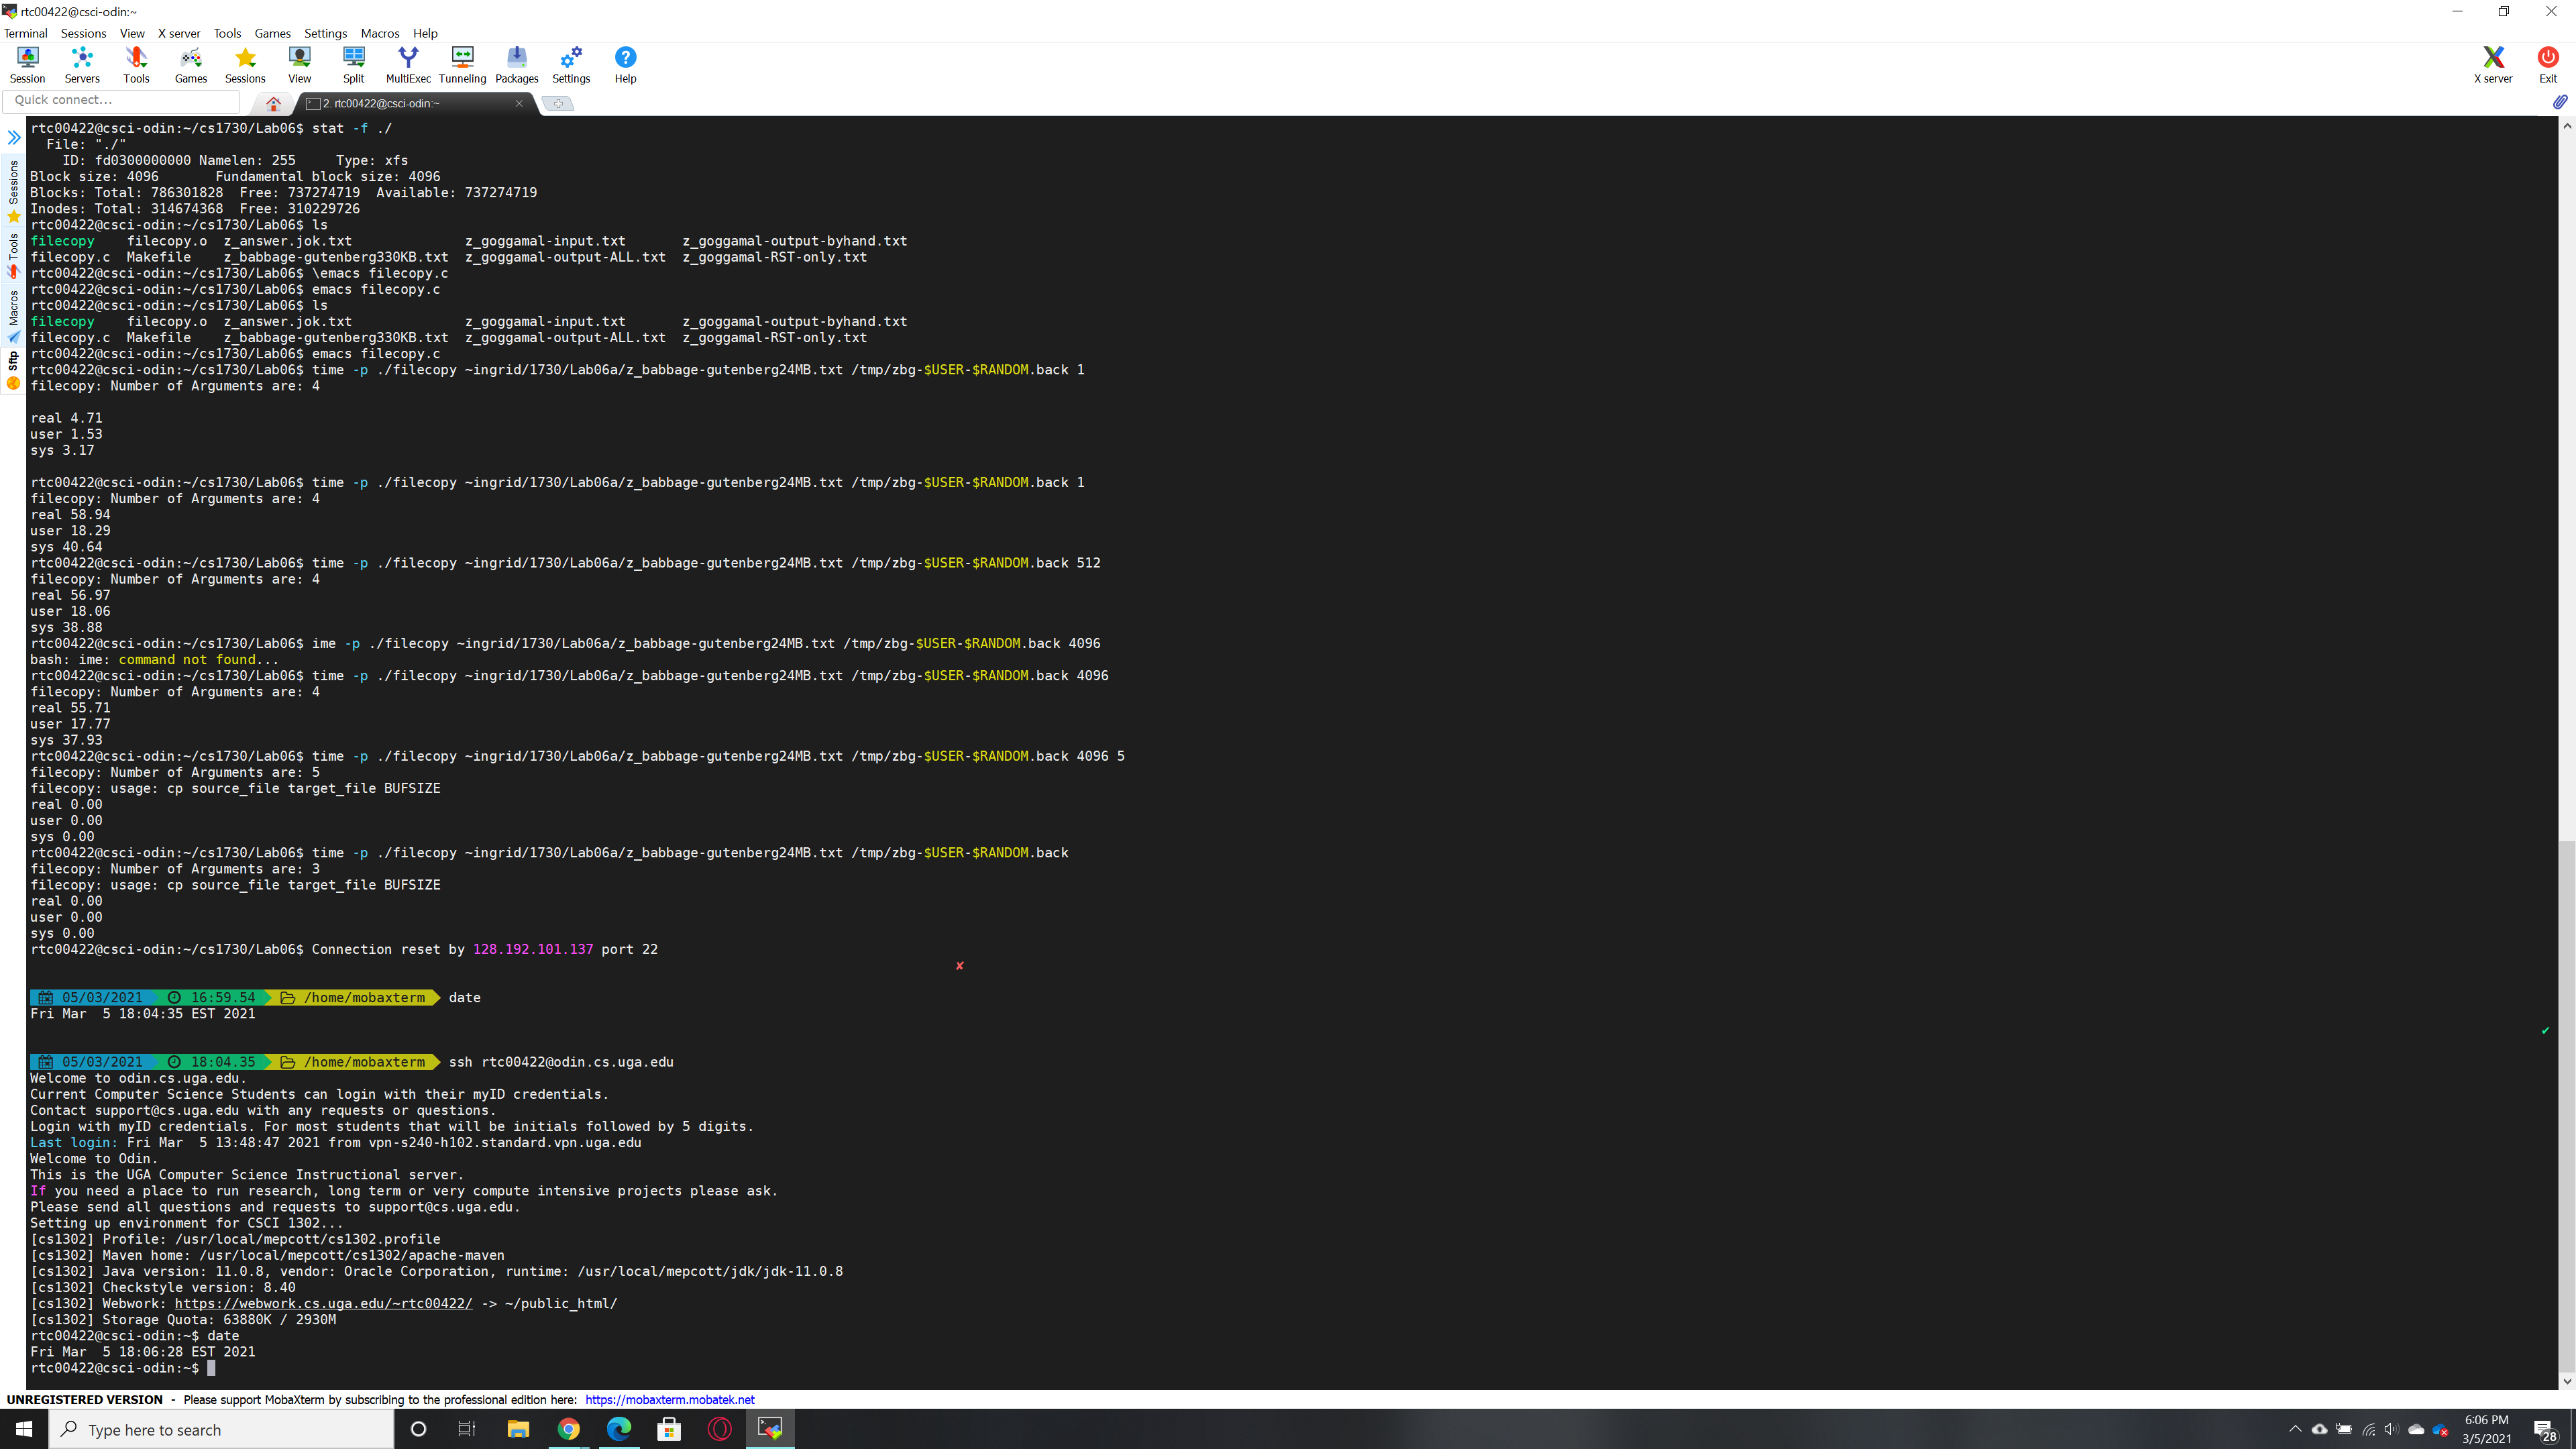 rtc00422@csci-odin:~
Terminal Sessions View X server Tools Games Settings Macros Help
Session Servers Tools Games Sessions View Split MultiExec Tunneling Packages Settings Help X server Exit
Quick connect... 2. rtc00422@csci-odin:~
Sessions
Tools
Macros
Sftp
rtc00422@csci-odin:~/cs1730/Lab06$ stat -f ./
  File: "./"
    ID: fd0300000000 Namelen: 255     Type: xfs
Block size: 4096       Fundamental block size: 4096
Blocks: Total: 786301828  Free: 737274719  Available: 737274719
Inodes: Total: 314674368  Free: 310229726
rtc00422@csci-odin:~/cs1730/Lab06$ ls
filecopy    filecopy.o  z_answer.jok.txt              z_goggamal-input.txt       z_goggamal-output-byhand.txt
filecopy.c  Makefile    z_babbage-gutenberg330KB.txt  z_goggamal-output-ALL.txt  z_goggamal-RST-only.txt
rtc00422@csci-odin:~/cs1730/Lab06$ \emacs filecopy.c
rtc00422@csci-odin:~/cs1730/Lab06$ emacs filecopy.c
rtc00422@csci-odin:~/cs1730/Lab06$ ls
filecopy    filecopy.o  z_answer.jok.txt              z_goggamal-input.txt       z_goggamal-output-byhand.txt
filecopy.c  Makefile    z_babbage-gutenberg330KB.txt  z_goggamal-output-ALL.txt  z_goggamal-RST-only.txt
rtc00422@csci-odin:~/cs1730/Lab06$ emacs filecopy.c
rtc00422@csci-odin:~/cs1730/Lab06$ time -p ./filecopy ~ingrid/1730/Lab06a/z_babbage-gutenberg24MB.txt /tmp/zbg-$USER-$RANDOM.back 1
filecopy: Number of Arguments are: 4
real 4.71
user 1.53
sys 3.17
rtc00422@csci-odin:~/cs1730/Lab06$ time -p ./filecopy ~ingrid/1730/Lab06a/z_babbage-gutenberg24MB.txt /tmp/zbg-$USER-$RANDOM.back 1
filecopy: Number of Arguments are: 4
real 58.94
user 18.29
sys 40.64
rtc00422@csci-odin:~/cs1730/Lab06$ time -p ./filecopy ~ingrid/1730/Lab06a/z_babbage-gutenberg24MB.txt /tmp/zbg-$USER-$RANDOM.back 512
filecopy: Number of Arguments are: 4
real 56.97
user 18.06
sys 38.88
rtc00422@csci-odin:~/cs1730/Lab06$ ime -p ./filecopy ~ingrid/1730/Lab06a/z_babbage-gutenberg24MB.txt /tmp/zbg-$USER-$RANDOM.back 4096
bash: ime: command not found...
rtc00422@csci-odin:~/cs1730/Lab06$ time -p ./filecopy ~ingrid/1730/Lab06a/z_babbage-gutenberg24MB.txt /tmp/zbg-$USER-$RANDOM.back 4096
filecopy: Number of Arguments are: 4
real 55.71
user 17.77
sys 37.93
rtc00422@csci-odin:~/cs1730/Lab06$ time -p ./filecopy ~ingrid/1730/Lab06a/z_babbage-gutenberg24MB.txt /tmp/zbg-$USER-$RANDOM.back 4096 5
filecopy: Number of Arguments are: 5
filecopy: usage: cp source_file target_file BUFSIZE
real 0.00
user 0.00
sys 0.00
rtc00422@csci-odin:~/cs1730/Lab06$ time -p ./filecopy ~ingrid/1730/Lab06a/z_babbage-gutenberg24MB.txt /tmp/zbg-$USER-$RANDOM.back
filecopy: Number of Arguments are: 3
filecopy: usage: cp source_file target_file BUFSIZE
real 0.00
user 0.00
sys 0.00
rtc00422@csci-odin:~/cs1730/Lab06$ Connection reset by 128.192.101.137 port 22
✘
05/03/2021 16:59.54 /home/mobaxterm date
Fri Mar  5 18:04:35 EST 2021
✔
05/03/2021 18:04.35 /home/mobaxterm ssh rtc00422@odin.cs.uga.edu
Welcome to odin.cs.uga.edu.
Current Computer Science Students can login with their myID credentials.
Contact support@cs.uga.edu with any requests or questions.
Login with myID credentials. For most students that will be initials followed by 5 digits.
Last login: Fri Mar  5 13:48:47 2021 from vpn-s240-h102.standard.vpn.uga.edu
Welcome to Odin.
This is the UGA Computer Science Instructional server.
If you need a place to run research, long term or very compute intensive projects please ask.
Please send all questions and requests to support@cs.uga.edu.
Setting up environment for CSCI 1302...
[cs1302] Profile: /usr/local/mepcott/cs1302.profile
[cs1302] Maven home: /usr/local/mepcott/cs1302/apache-maven
[cs1302] Java version: 11.0.8, vendor: Oracle Corporation, runtime: /usr/local/mepcott/jdk/jdk-11.0.8
[cs1302] Checkstyle version: 8.40
[cs1302] Webwork: https://webwork.cs.uga.edu/~rtc00422/ -> ~/public_html/
[cs1302] Storage Quota: 63880K / 2930M
rtc00422@csci-odin:~$ date
Fri Mar  5 18:06:28 EST 2021
rtc00422@csci-odin:~$
UNREGISTERED VERSION - Please support MobaXterm by subscribing to the professional edition here: https://mobaxterm.mobatek.net
Type here to search
6:06 PM
3/5/2021
28